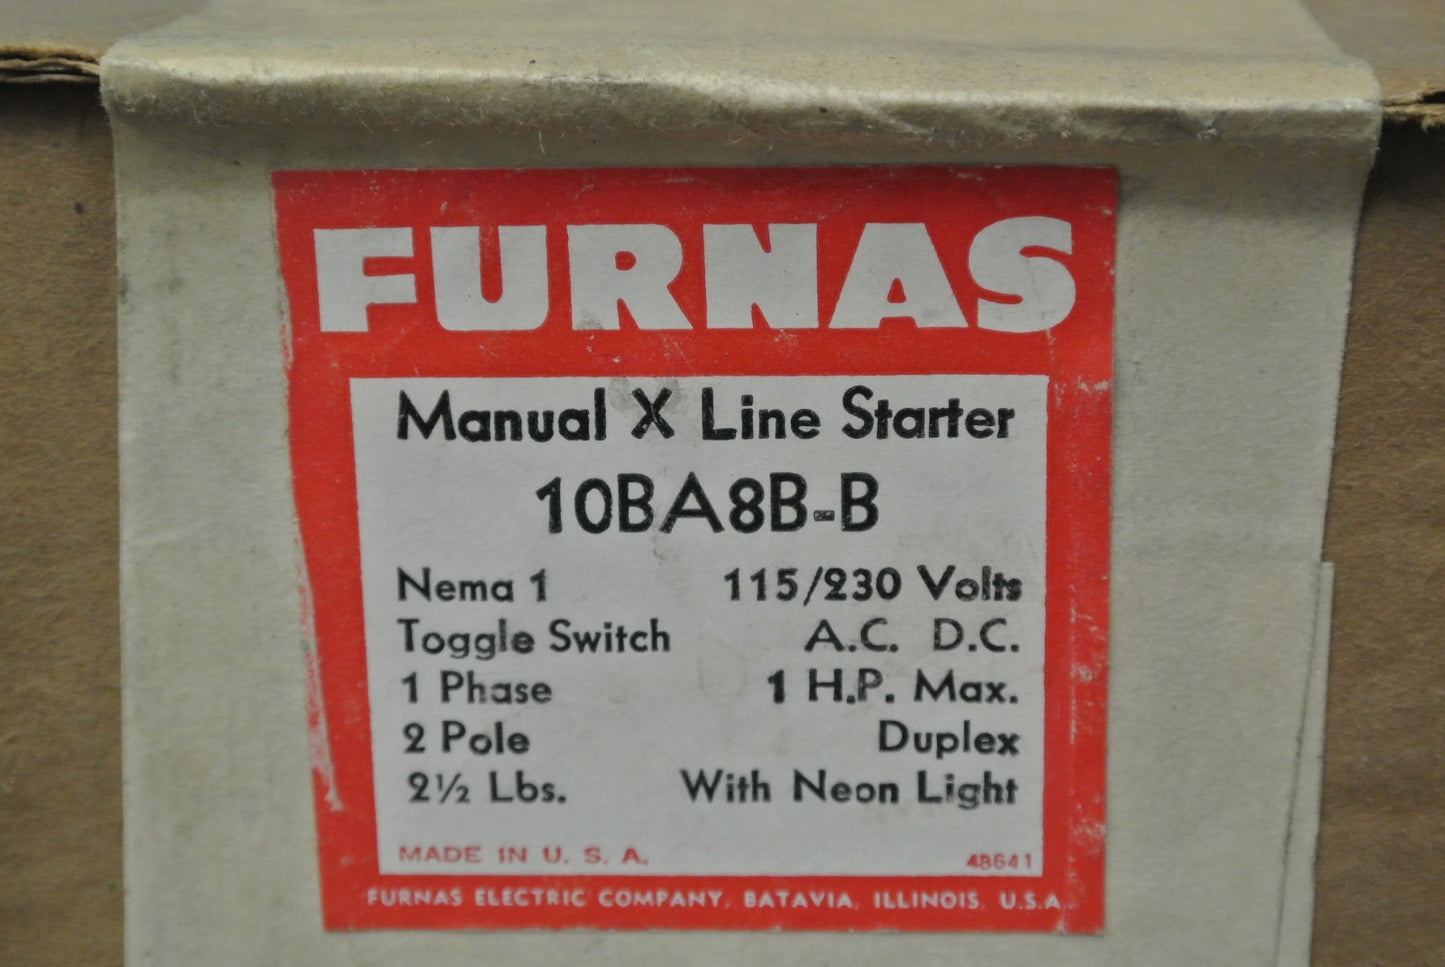 FURNAS
Manual X Line Starter
10BA8B-B
Nema 1 115/230 Volts
Toggle Switch A.C. D.C.
1 Phase 1 H.P. Max.
2 Pole Duplex
2½ Lbs. With Neon Light
MADE IN U. S. A. 48641
FURNAS ELECTRIC COMPANY, BATAVIA, ILLINOIS, U.S.A.